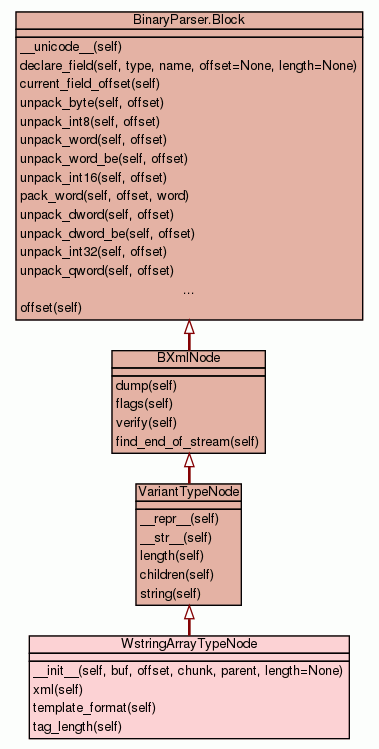 BinaryParser.Block
__unicode__(self)
declare_field(self, type, name, offset=None, length=None)
current_field_offset(self)
unpack_byte(self, offset)
unpack_int8(self, offset)
unpack_word(self, offset)
unpack_word_be(self, offset)
unpack_int16(self, offset)
pack_word(self, offset, word)
unpack_dword(self, offset)
unpack_dword_be(self, offset)
unpack_int32(self, offset)
unpack_qword(self, offset)
...
offset(self)
BXmlNode
dump(self)
flags(self)
verify(self)
find_end_of_stream(self)
VariantTypeNode
__repr__(self)
__str__(self)
length(self)
children(self)
string(self)
WstringArrayTypeNode
__init__(self, buf, offset, chunk, parent, length=None)
xml(self)
template_format(self)
tag_length(self)